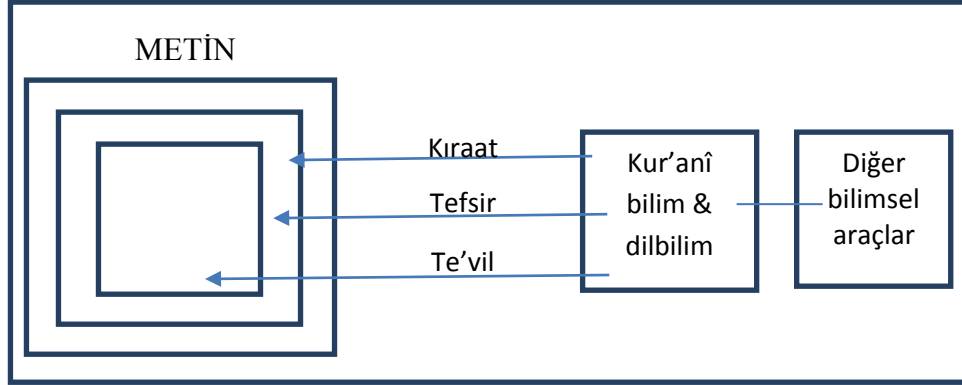 METİN
Kıraat
Tefsir
Te’vil
Kur’anî
bilim &
dilbilim
Diğer
bilimsel
araçlar